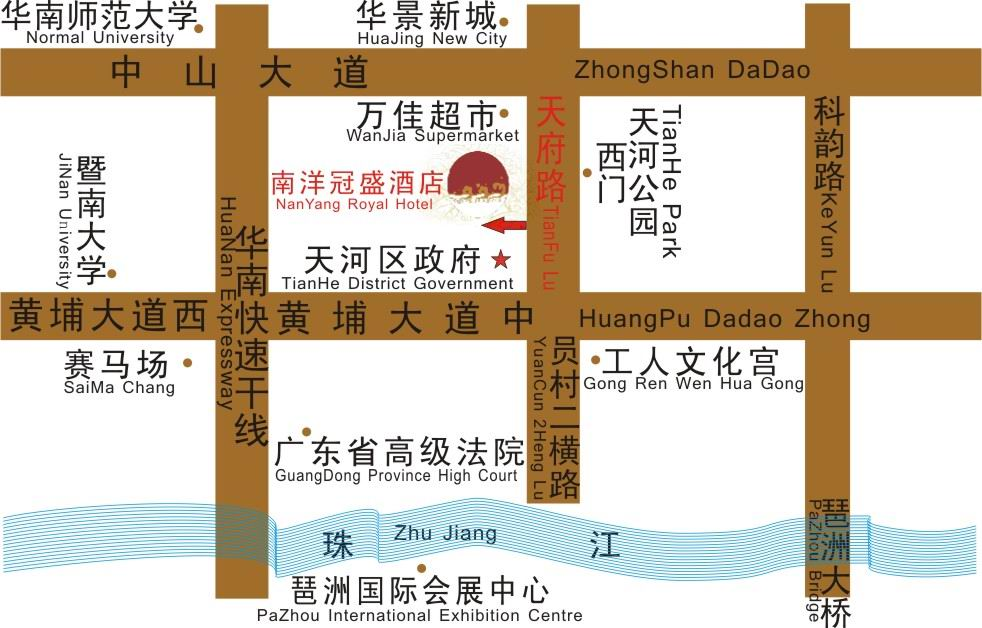 华南师范大学
Normal University
华景新城
HuaJing New City
中山大道
ZhongShan DaDao
万佳超市
WanJia Supermarket
天府路
TianFu Lu
天河公园
西门
TianHe Park
科韵路
KeYun Lu
暨南大学
JiNan University
南洋冠盛酒店
NanYang Royal Hotel
天河区政府
TianHe District Government
华南快速干线
HuaNan Expressway
黄埔大道西
黄埔大道中
HuangPu Dadao Zhong
赛马场
SaiMa Chang
员村二横路
YuanCun 2Heng Lu
工人文化宫
Gong Ren Wen Hua Gong
广东省高级法院
GuangDong Province High Court
珠江
Zhu Jiang
琶洲大桥
PaZhou Bridge
琶洲国际会展中心
PaZhou International Exhibition Centre